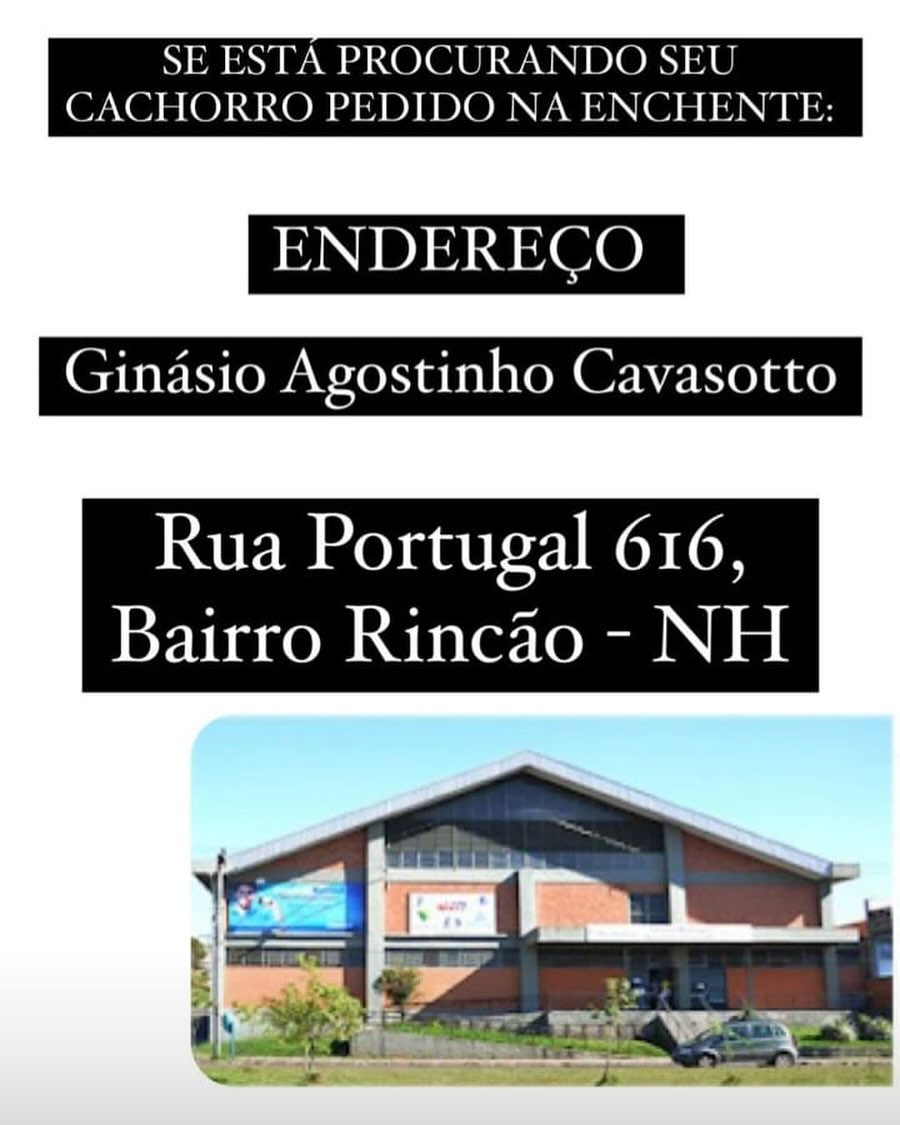 SE ESTÁ PROCURANDO SEU
CACHORRO PEDIDO NA ENCHENTE:
ENDEREÇO
Ginásio Agostinho Cavasotto
Rua Portugal 616,
Bairro Rincão - NH